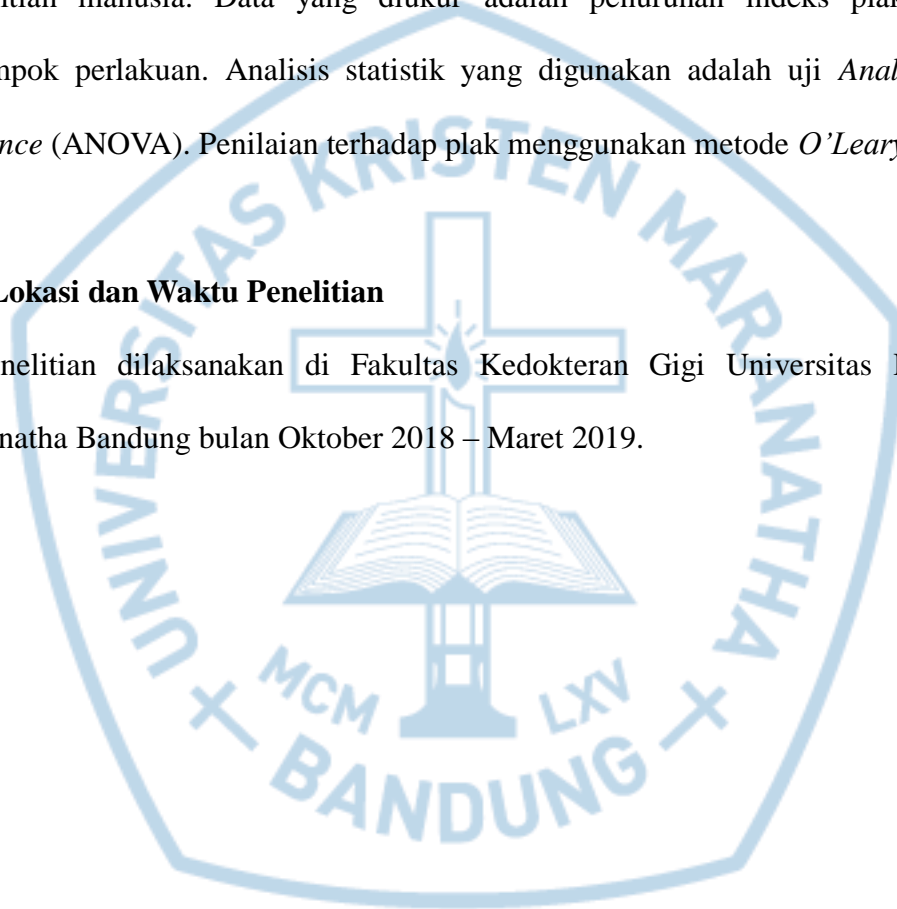 litian manusia. Data yang diukur adalah penurunan indeks plak
mpok perlakuan. Analisis statistik yang digunakan adalah uji Anal
nce (ANOVA). Penilaian terhadap plak menggunakan metode O’Leary
Lokasi dan Waktu Penelitian
nelitian dilaksanakan di Fakultas Kedokteran Gigi Universitas
natha Bandung bulan Oktober 2018 – Maret 2019.
UNIVERSITAS KRISTEN MARANATHA
MCM LXV
BANDUNG